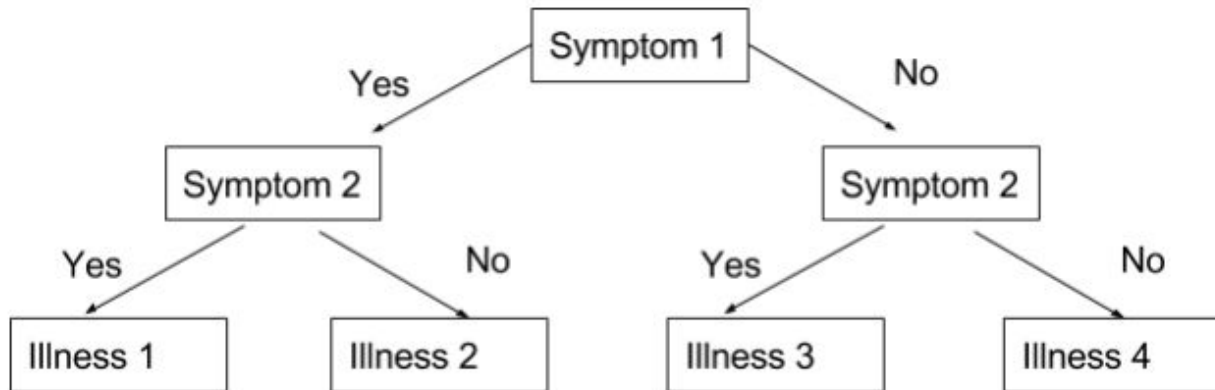 Symptom 1
Yes
No
Symptom 2
Symptom 2
Yes
No
Yes
No
Illness 1
Illness 2
Illness 3
Illness 4